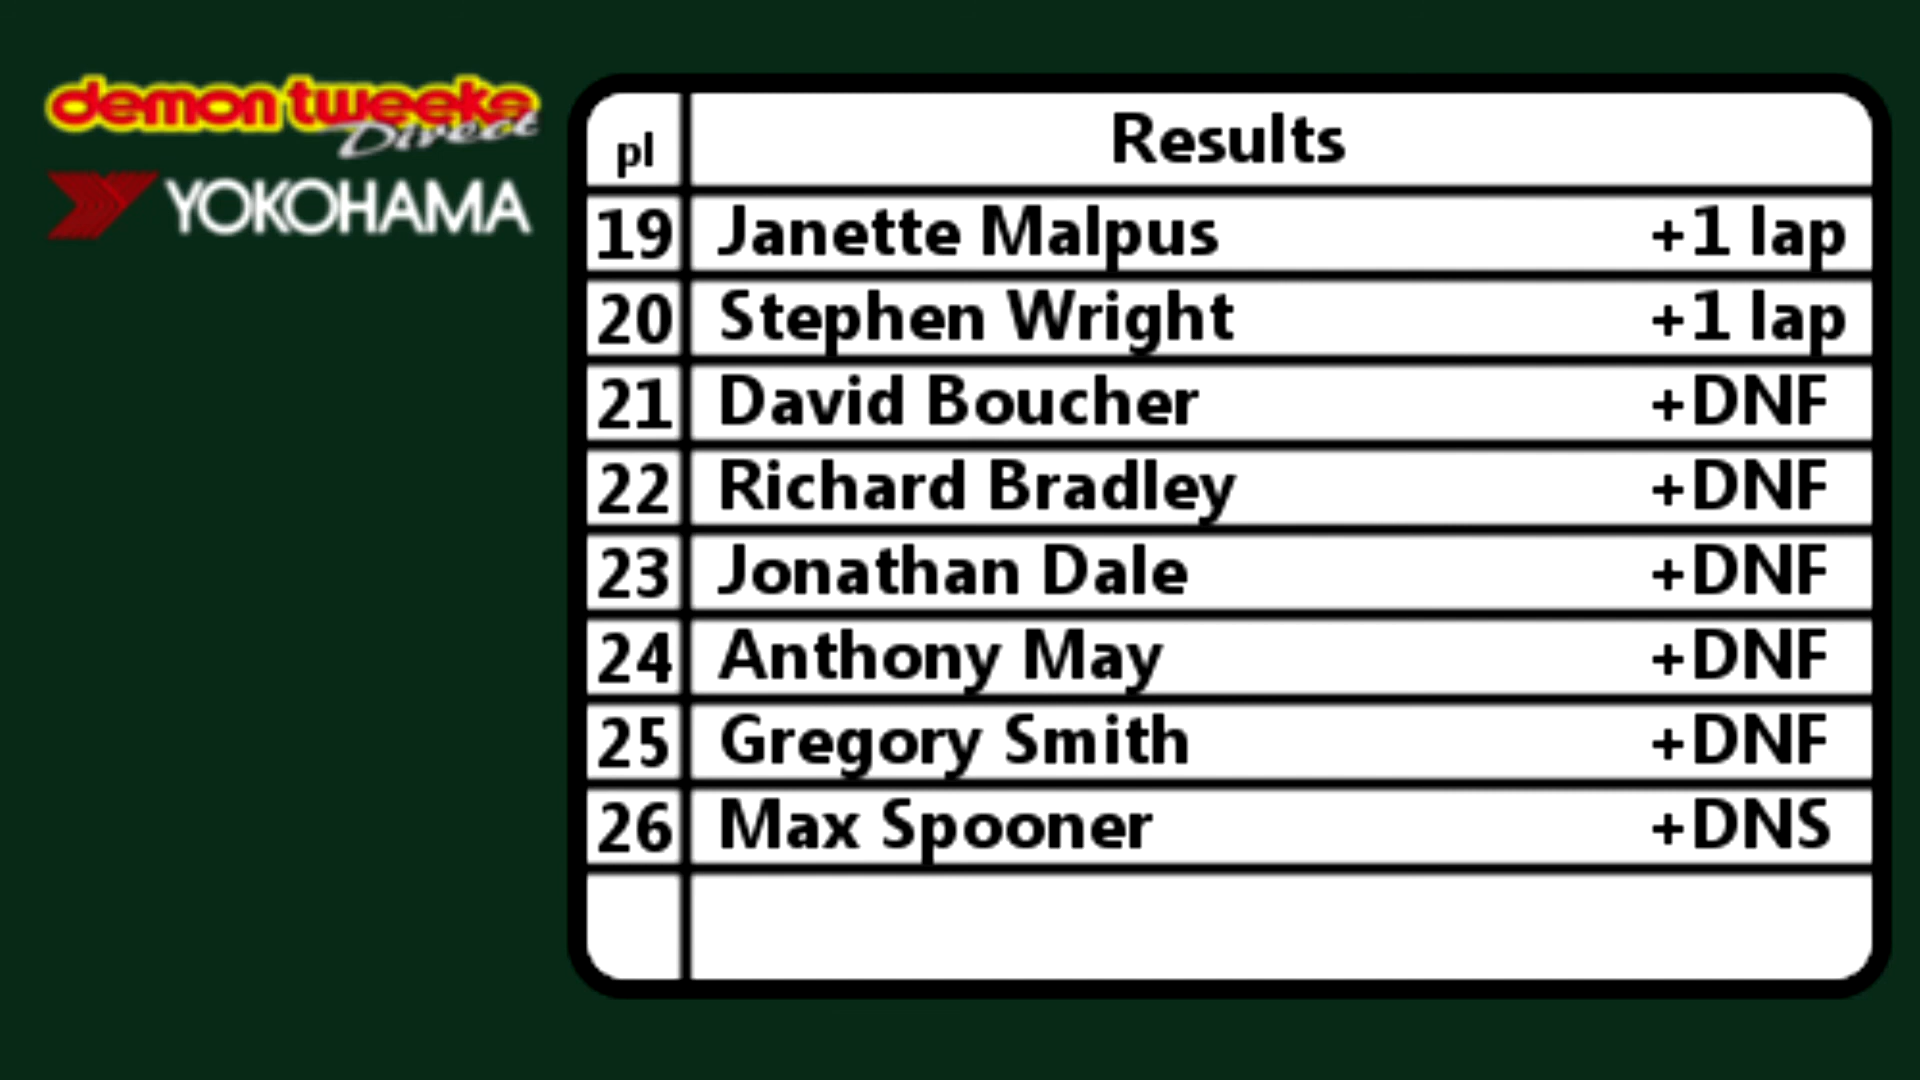 demon tweeks
Direct
YOKOHAMA
pl Results
19 Janette Malpus +1 lap
20 Stephen Wright +1 lap
21 David Boucher +DNF
22 Richard Bradley +DNF
23 Jonathan Dale +DNF
24 Anthony May +DNF
25 Gregory Smith +DNF
26 Max Spooner +DNS